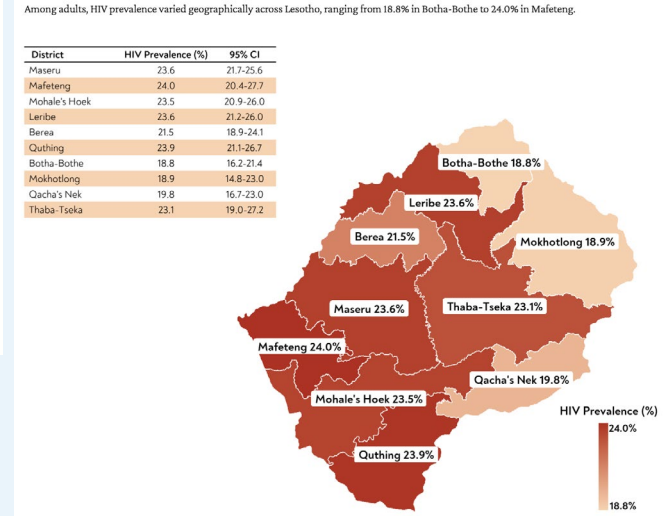 Among adults, HIV prevalence varied geographically across Lesotho, ranging from 18.8% in Botha-Bothe to 24.0% in Mafeteng.
District HIV Prevalence (%) 95% CI
Maseru 23.6 21.7-25.6
Mafeteng 24.0 20.4-27.7
Mohale's Hoek 23.5 20.9-26.0
Leribe 23.6 21.2-26.0
Berea 21.5 18.9-24.1
Quthing 23.9 21.1-26.7
Botha-Bothe 18.8 16.2-21.4
Mokhotlong 18.9 14.8-23.0
Qacha's Nek 19.8 16.7-23.0
Thaba-Tseka 23.1 19.0-27.2
Botha-Bothe 18.8%
Leribe 23.6%
Berea 21.5%
Mokhotlong 18.9%
Maseru 23.6%
Thaba-Tseka 23.1%
Mafeteng 24.0%
Qacha's Nek 19.8%
Mohale's Hoek 23.5%
Quthing 23.9%
HIV Prevalence (%)
24.0%
18.8%